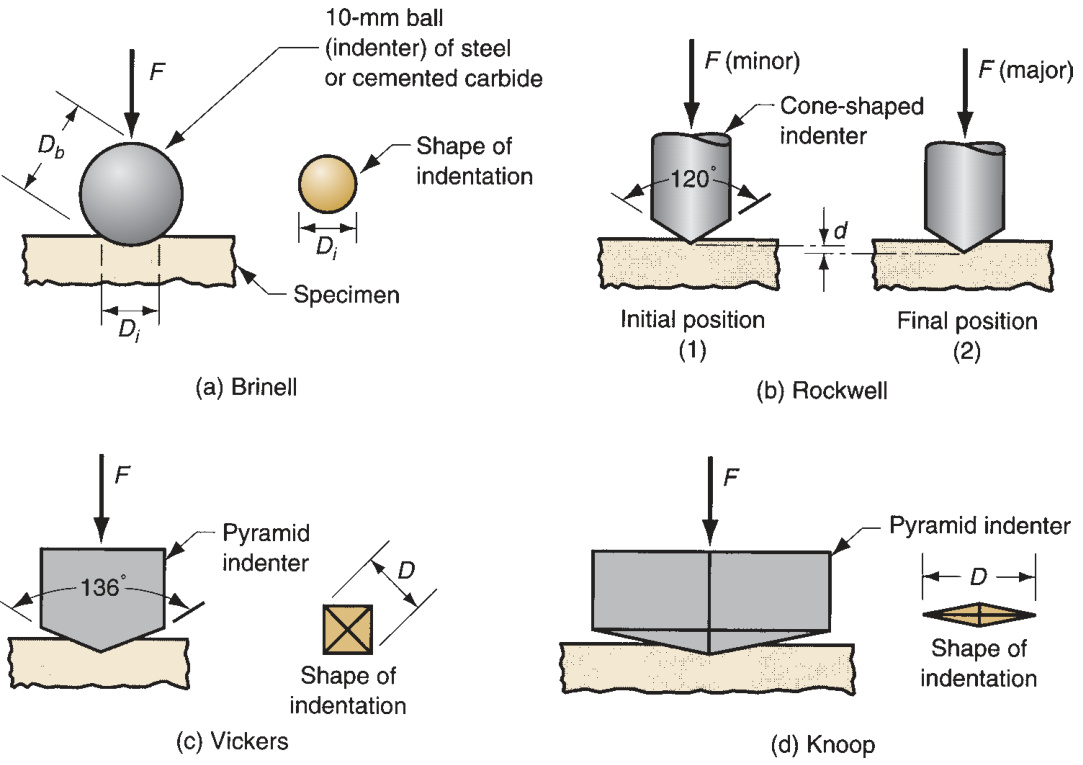 10-mm ball
(indenter) of steel
or cemented carbide
F
D_b
Shape of
indentation
D_i
Specimen
D_i
(a) Brinell
F (minor)
F (major)
Cone-shaped
indenter
120°
d
Initial position
(1)
Final position
(2)
(b) Rockwell
F
Pyramid
indenter
136°
D
Shape of
indentation
(c) Vickers
F
Pyramid indenter
D
Shape of
indentation
(d) Knoop